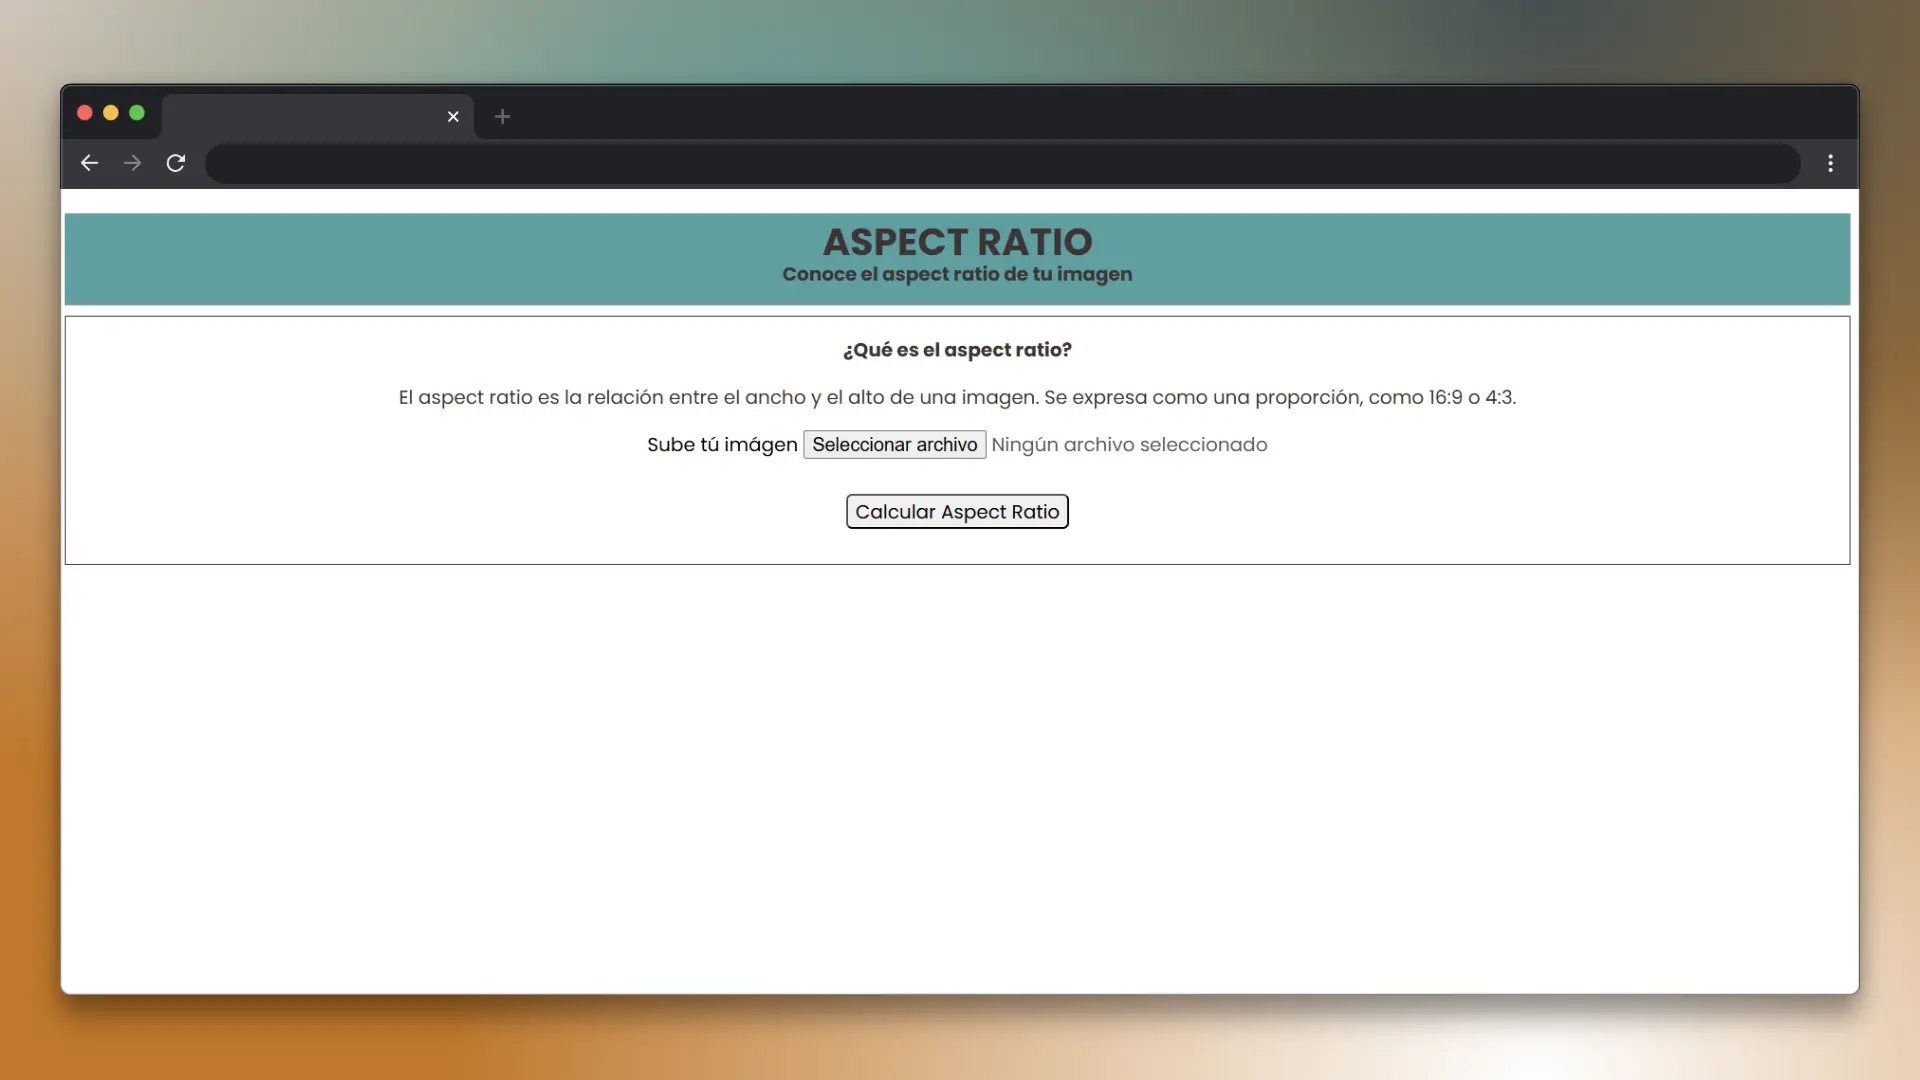 ASPECT RATIO
Conoce el aspect ratio de tu imagen
¿Qué es el aspect ratio?
El aspect ratio es la relación entre el ancho y el alto de una imagen. Se expresa como una proporción, como 16:9 o 4:3.
Sube tú imágen Seleccionar archivo Ningún archivo seleccionado
Calcular Aspect Ratio